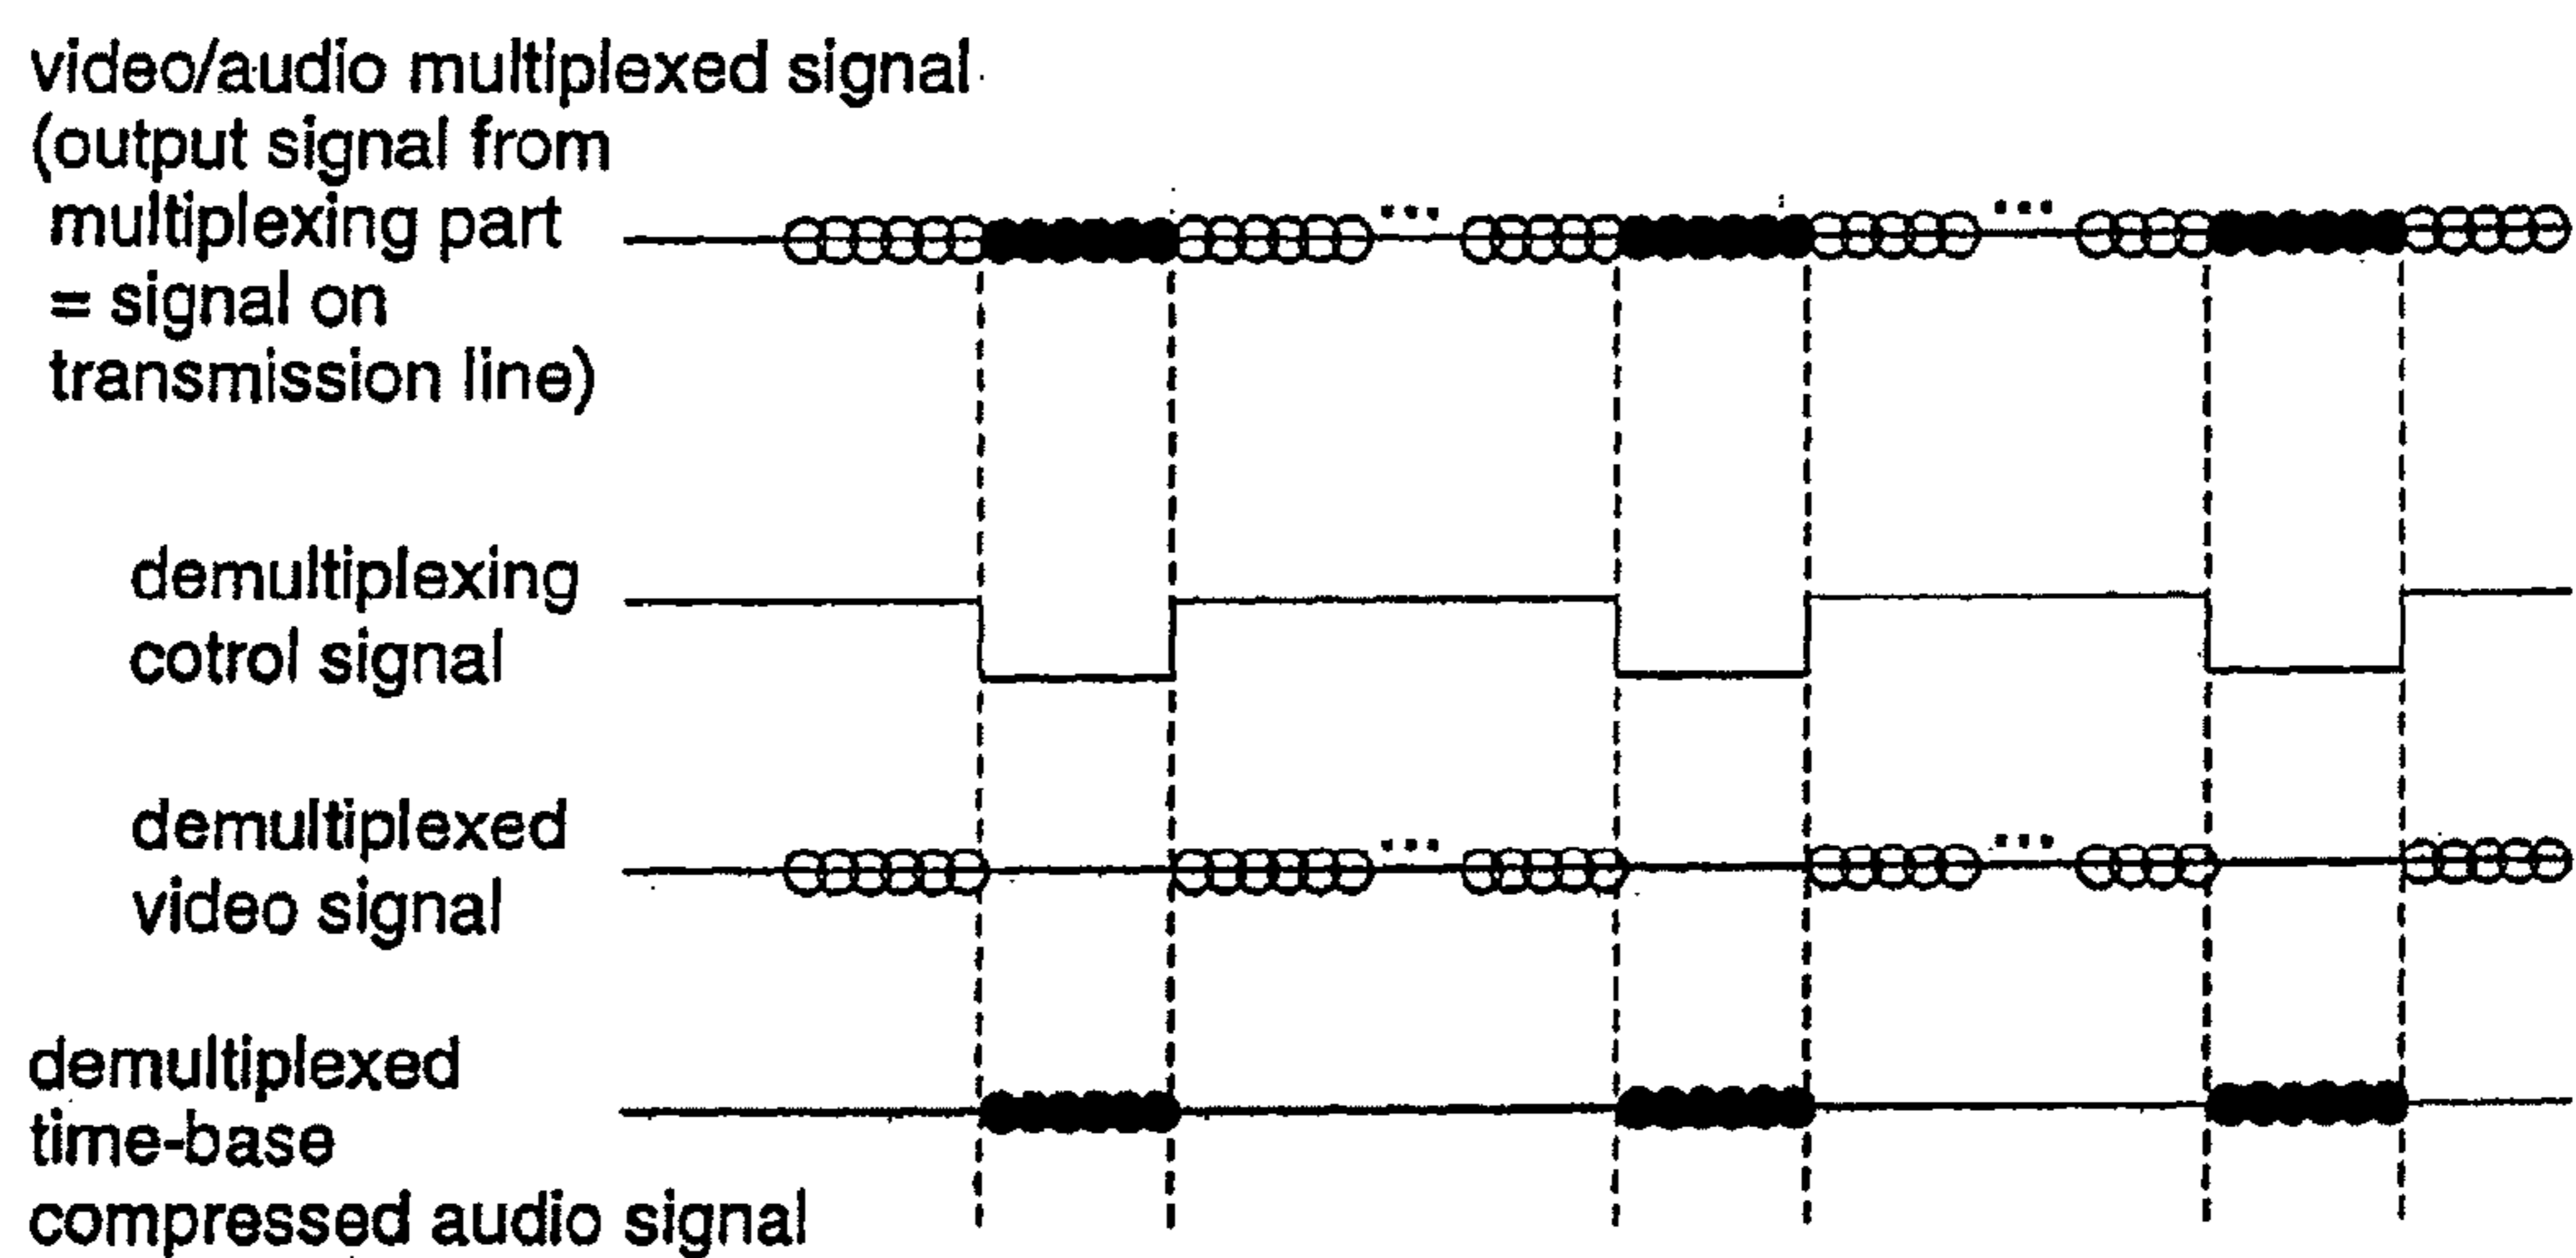 video/audio multiplexed signal
(output signal from
multiplexing part
= signal on
transmission line)
demultiplexing
cotrol signal
demultiplexed
video signal
demultiplexed
time-base
compressed audio signal